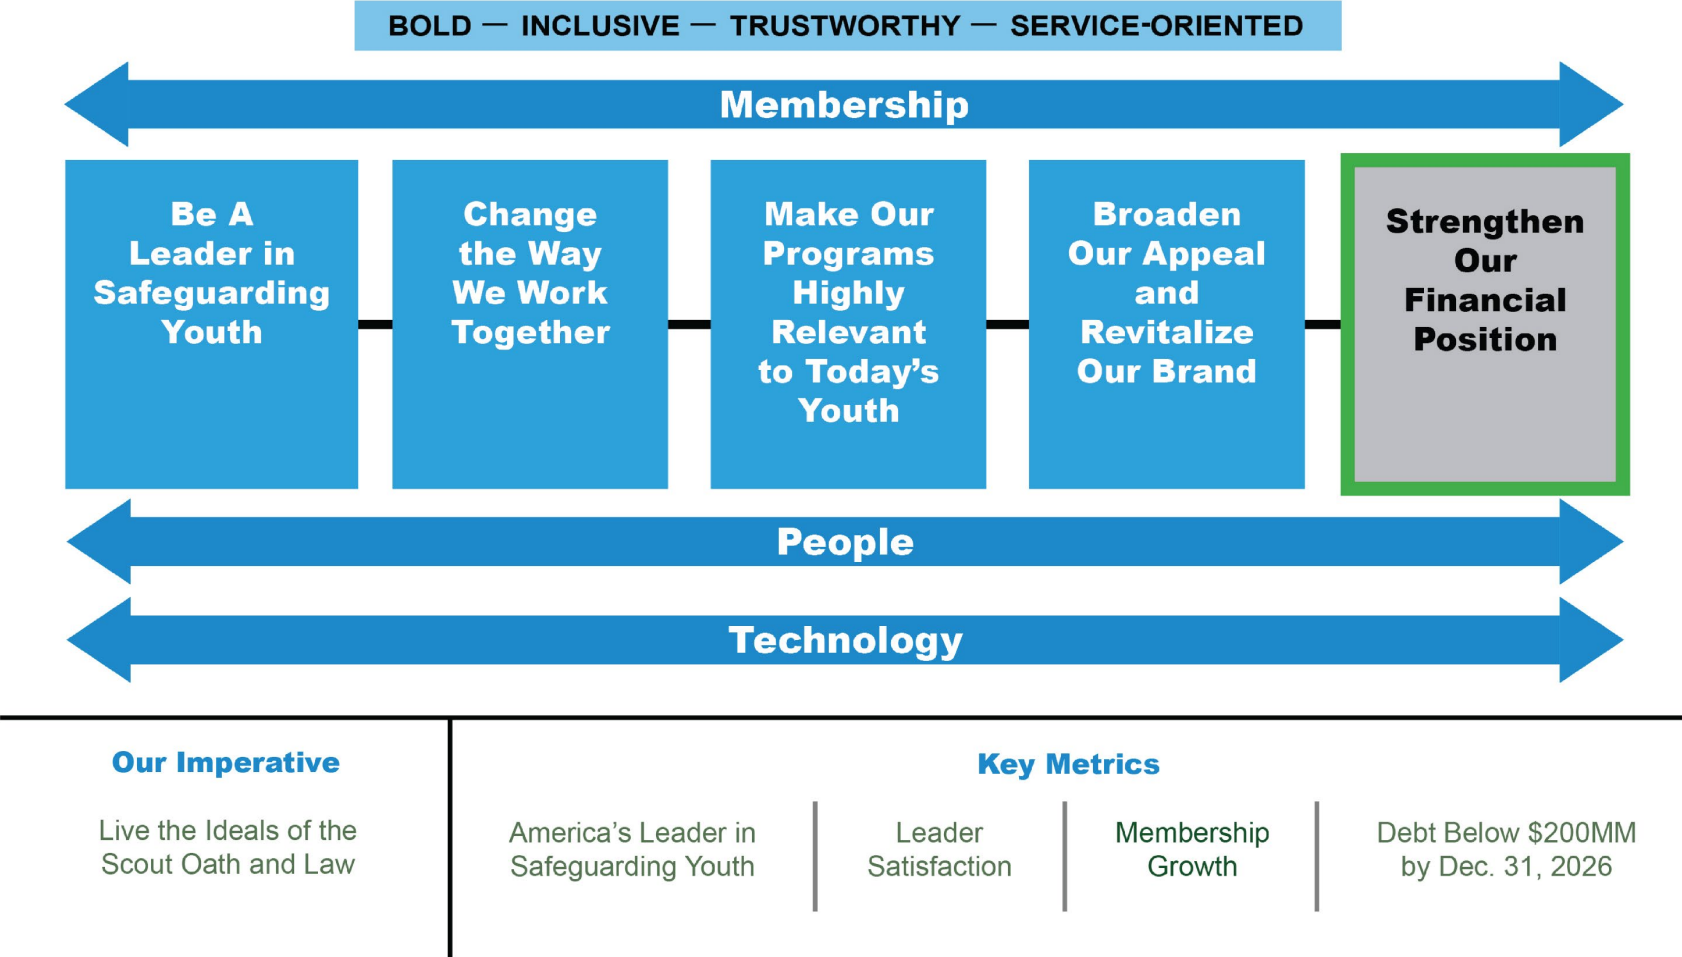 BOLD — INCLUSIVE — TRUSTWORTHY — SERVICE-ORIENTED
Membership
Be A
Leader in
Safeguarding
Youth
Change
the Way
We Work
Together
Make Our
Programs
Highly
Relevant
to Today’s
Youth
Broaden
Our Appeal
and
Revitalize
Our Brand
Strengthen
Our
Financial
Position
People
Technology
Our Imperative
Live the Ideals of the
Scout Oath and Law
Key Metrics
America’s Leader in
Safeguarding Youth
Leader
Satisfaction
Membership
Growth
Debt Below $200MM
by Dec. 31, 2026